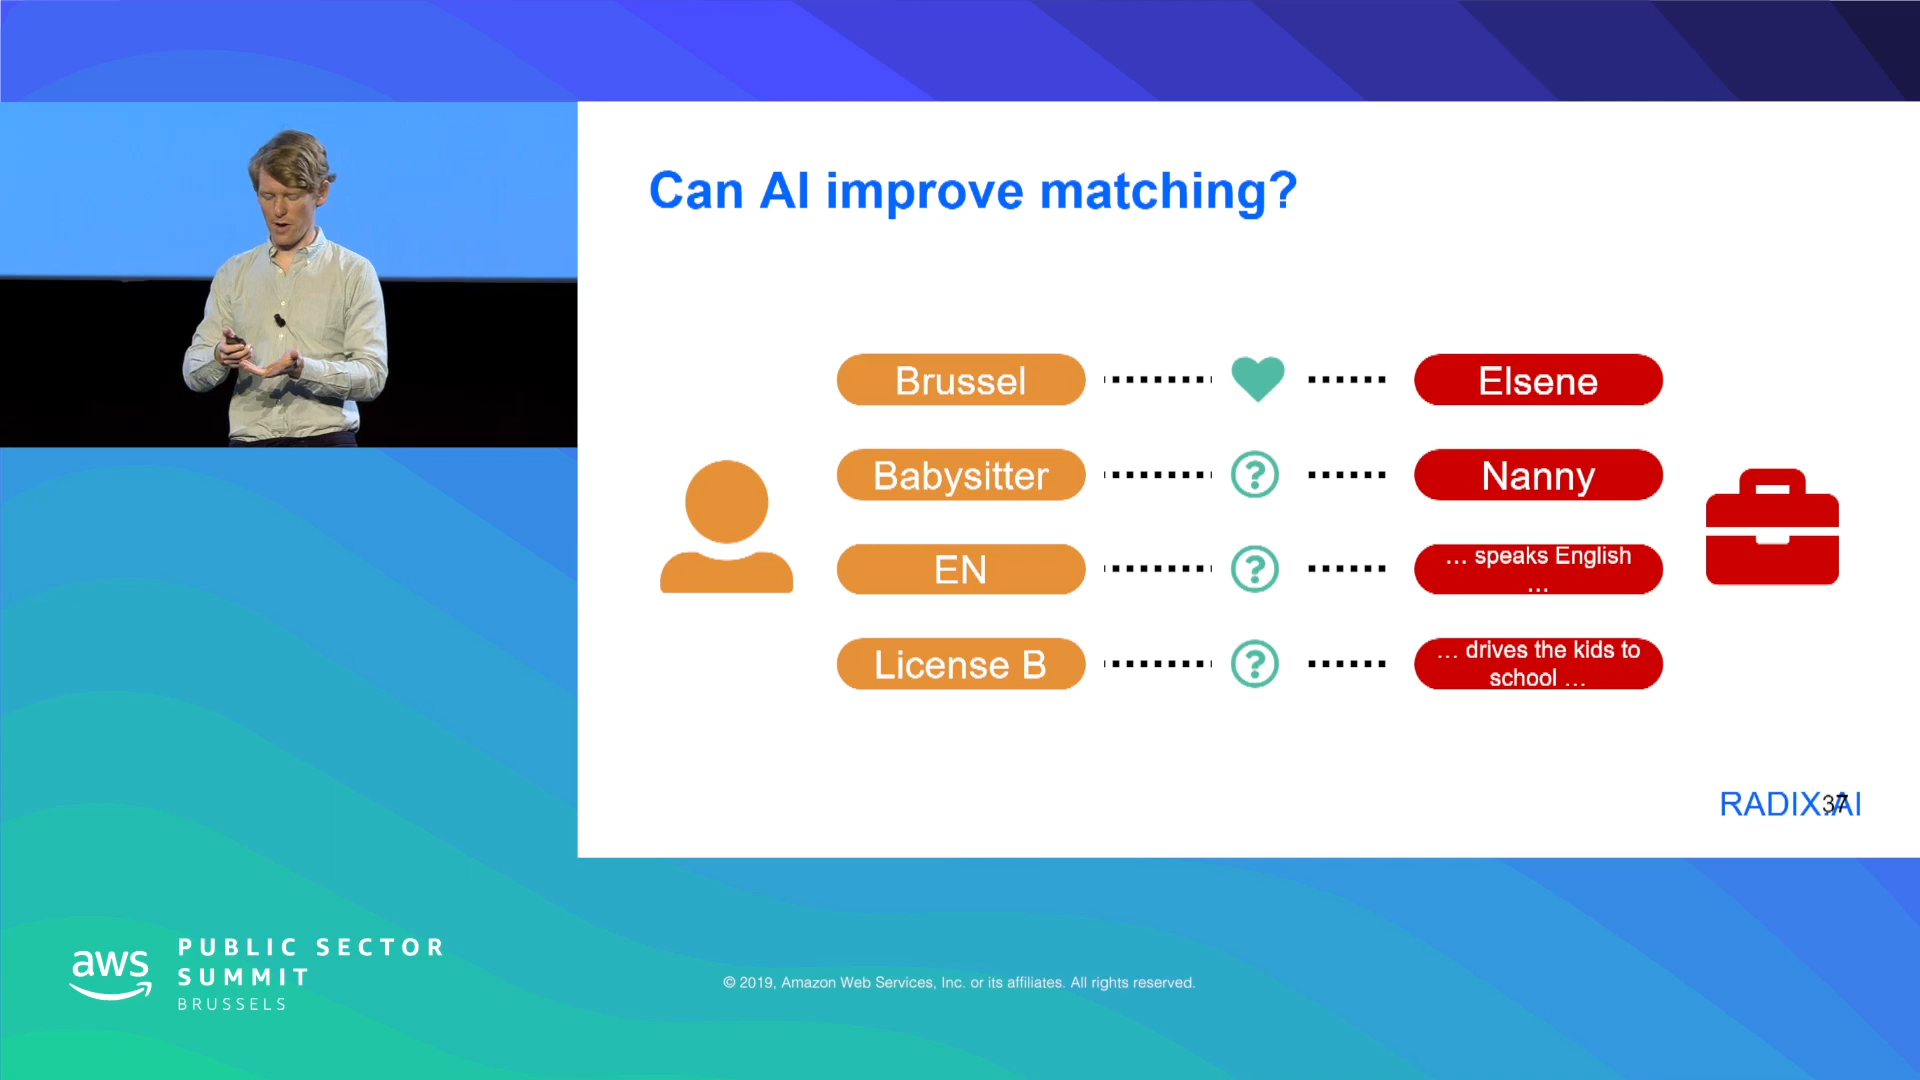 Can AI improve matching?
Brussel
Elsene
Babysitter
Nanny
EN
... speaks English
...
License B
... drives the kids to
school ...
RADIX.AI
37
aws
PUBLIC SECTOR
SUMMIT
BRUSSELS
© 2019, Amazon Web Services, Inc. or its affiliates. All rights reserved.